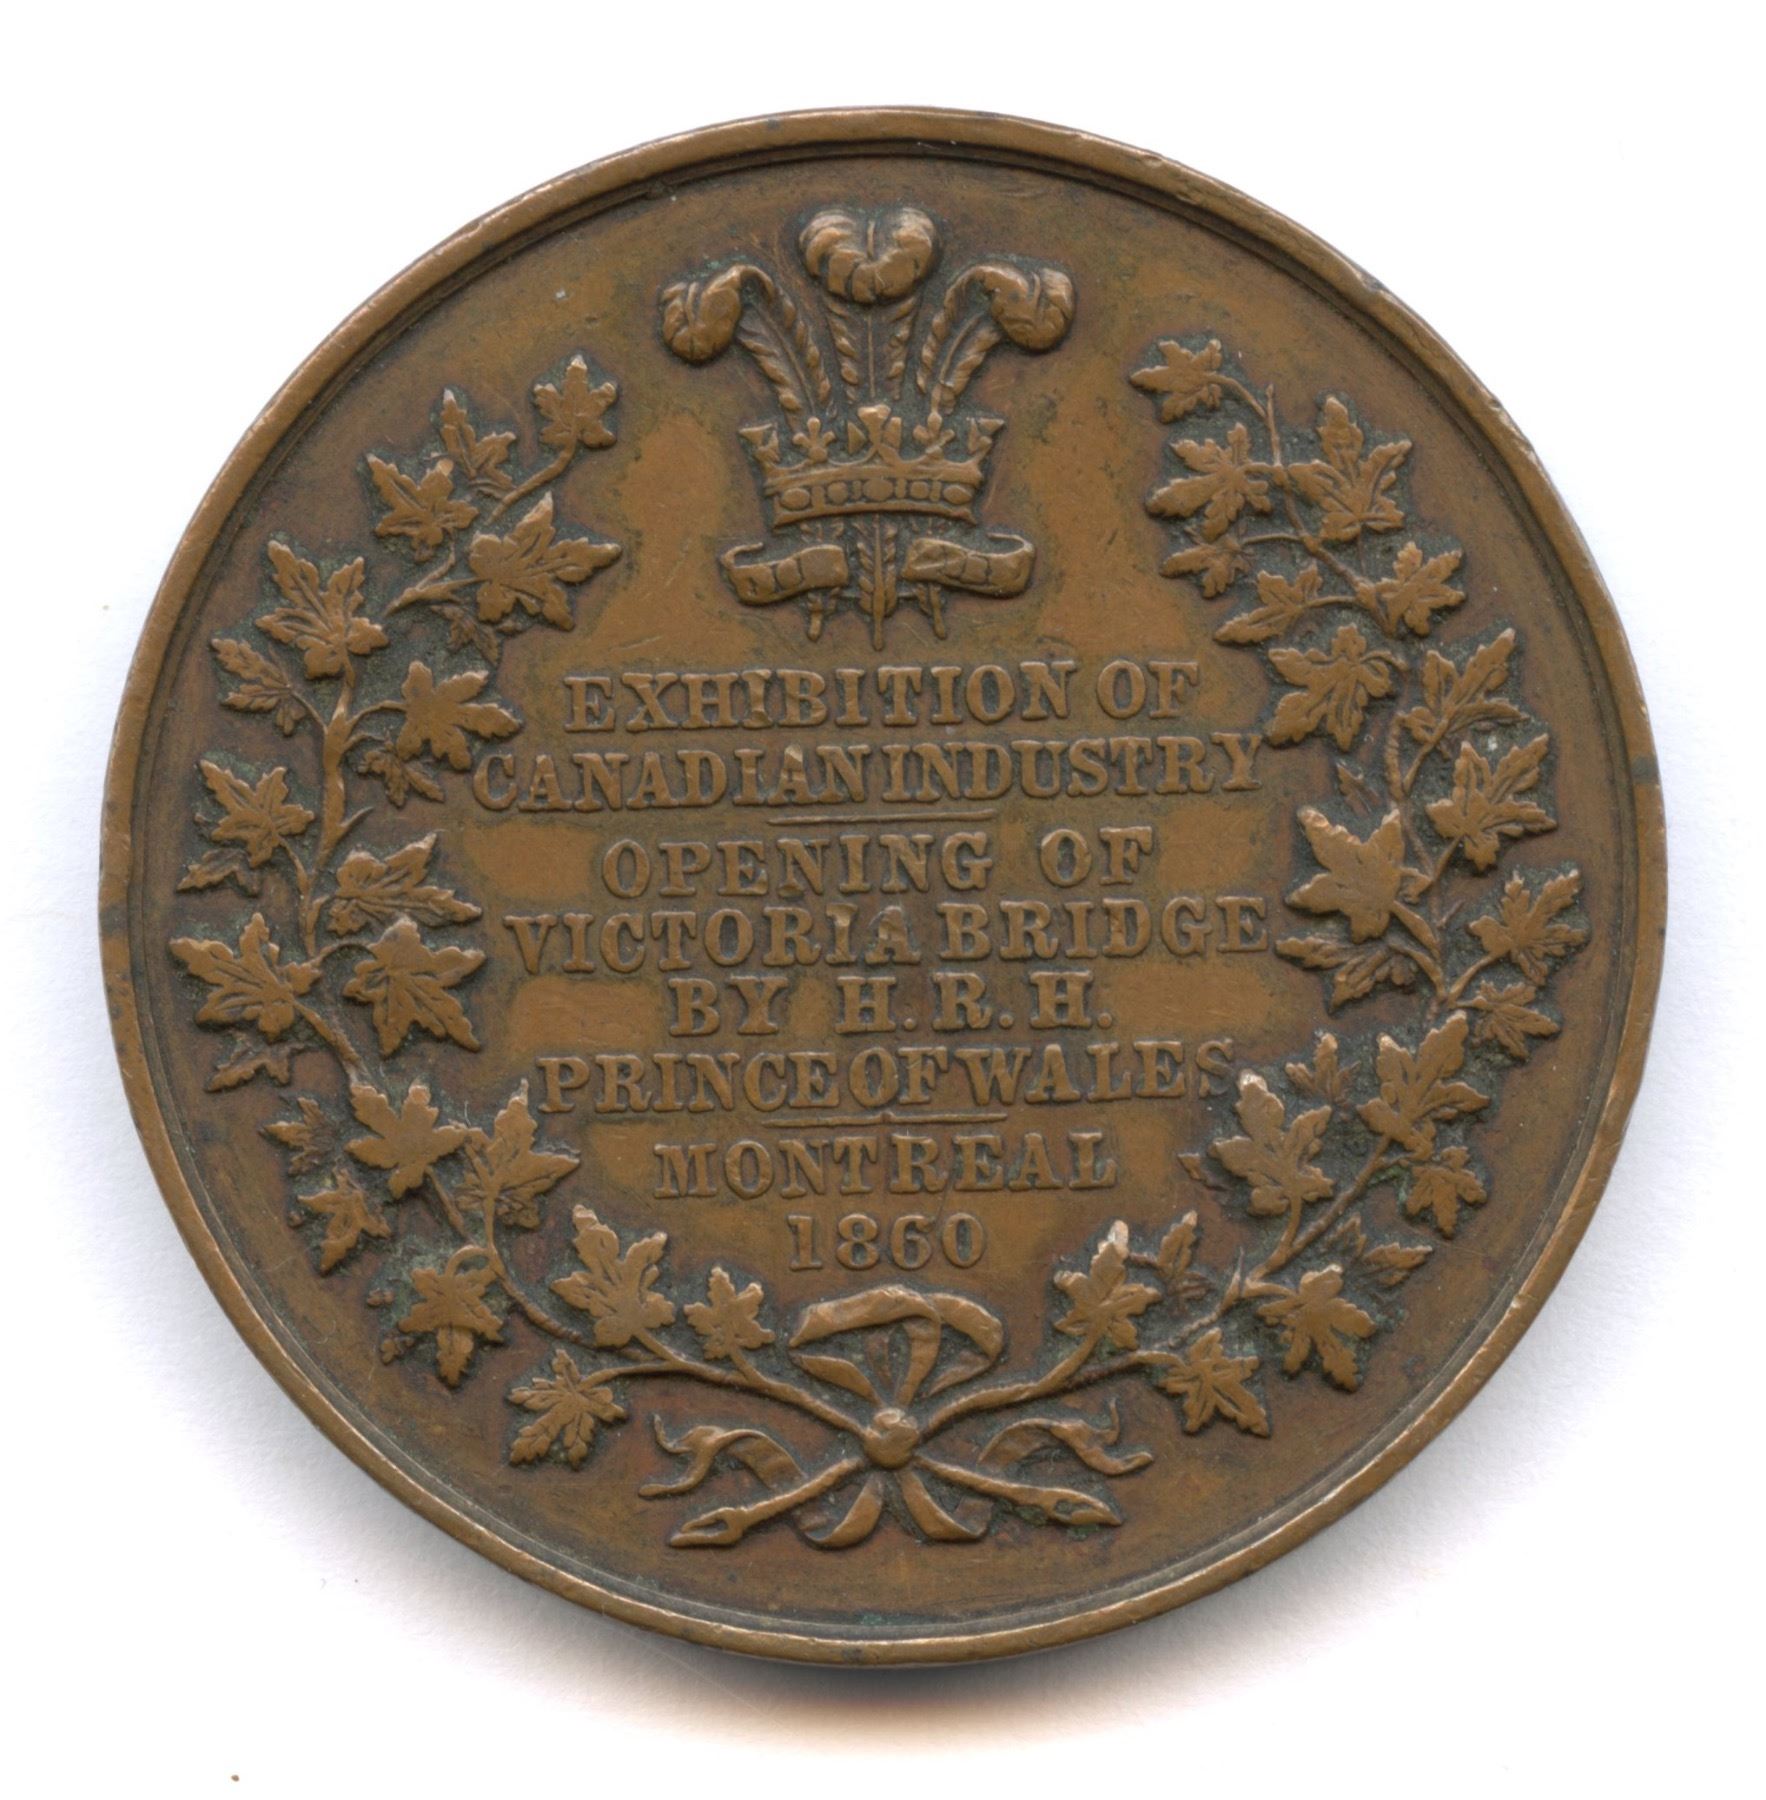 EXHIBITION OF
CANADIAN INDUSTRY
OPENING OF
VICTORIA BRIDGE
BY H.R.H.
PRINCE OF WALES
MONTREAL
1860